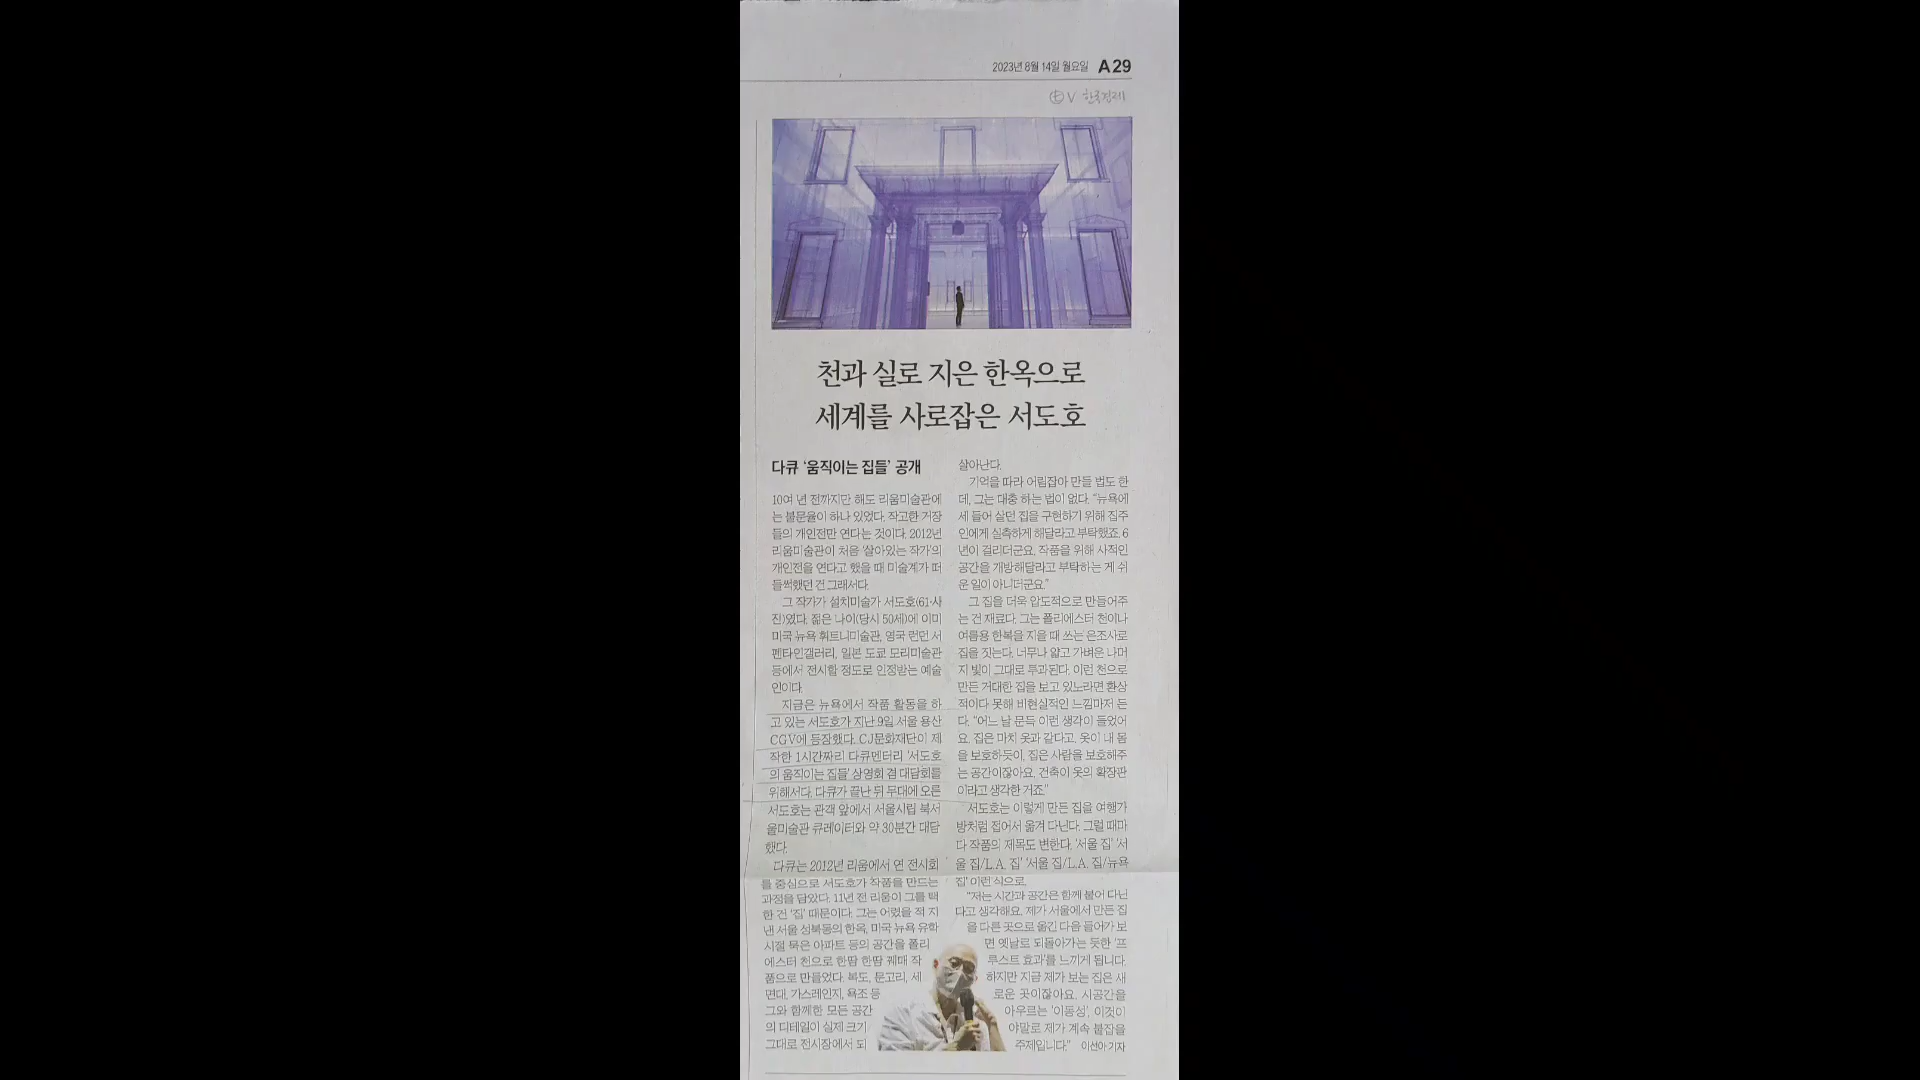 2023년 8월 14일 월요일 A29
V 한국경제
천과 실로 지은 한옥으로
세계를 사로잡은 서도호
다큐 ‘움직이는 집들’ 공개
10여 년 전까지만 해도 리움미술관에
는 불문율이 하나 있었다. 작고한 거장
들의 개인전만 연다는 것이다. 2012년
리움미술관이 처음 ‘살아있는 작가’의
개인전을 연다고 했을 때 미술계가 떠
들썩했던 건 그래서다.
그 작가가 설치미술가 서도호(61·사
진)였다. 젊은 나이(당시 50세)에 이미
미국 뉴욕 휘트니미술관, 영국 런던 서
펜타인갤러리, 일본 도쿄 모리미술관
등에서 전시할 정도로 인정받는 예술
인이다.
지금은 뉴욕에서 작품 활동을 하
고 있는 서도호가 지난 9일 서울 용산
CGV에 등장했다. CJ문화재단이 제
작한 1시간짜리 다큐멘터리 ‘서도호
의 움직이는 집들’ 상영회 겸 대담회를
위해서다. 다큐가 끝난 뒤 무대에 오른
서도호는 관객 앞에서 서울시립 북서
울미술관 큐레이터와 약 30분간 대담
했다.
다큐는 2012년 리움에서 연 전시회
를 중심으로 서도호가 작품을 만드는
과정을 담았다. 11년 전 리움이 그를 택
한 건 ‘집’ 때문이다. 그는 어렸을 적 지
낸 서울 성북동의 한옥, 미국 뉴욕 유학
시절 묵은 아파트 등의 공간을 폴리
에스터 천으로 한땀 한땀 꿰매 작
품으로 만들었다. 복도, 문고리, 세
면대, 가스레인지, 욕조 등
그와 함께한 모든 공간
의 디테일이 실제 크기
그대로 전시장에서 되
살아난다.
기억을 따라 어림잡아 만들 법도 한
데, 그는 대충 하는 법이 없다. “뉴욕에
세 들어 살던 집을 구현하기 위해 집주
인에게 실측하게 해달라고 부탁했죠. 6
년이 걸리더군요. 작품을 위해 사적인
공간을 개방해달라고 부탁하는 게 쉬
운 일이 아니더군요.”
그 집을 더욱 압도적으로 만들어주
는 건 재료다. 그는 폴리에스터 천이나
여름용 한복을 지을 때 쓰는 은조사로
집을 짓는다. 너무나 얇고 가벼운 나머
지 빛이 그대로 투과된다. 이런 천으로
만든 거대한 집을 보고 있노라면 환상
적이다 못해 비현실적인 느낌마저 든
다. “어느 날 문득 이런 생각이 들었어
요. 집은 마치 옷과 같다고. 옷이 내 몸
을 보호하듯이, 집은 사람을 보호해주
는 공간이잖아요. 건축이 옷의 확장판
이라고 생각한 거죠.”
서도호는 이렇게 만든 집을 여행가
방처럼 접어서 옮겨 다닌다. 그럴 때마
다 작품의 제목도 변한다. ‘서울 집’ ‘서
울 집/L.A. 집’ ‘서울 집/L.A. 집/뉴욕
집’ 이런 식으로.
“저는 시간과 공간은 함께 붙어 다닌
다고 생각해요. 제가 서울에서 만든 집
을 다른 곳으로 옮긴 다음 들어가 보
면 옛날로 되돌아가는 듯한 ‘프
루스트 효과’를 느끼게 됩니다.
하지만 지금 제가 보는 집은 새
로운 곳이잖아요. 시공간을
아우르는 ‘이동성’, 이것이
야말로 제가 계속 붙잡을
주제입니다.” 이선아 기자